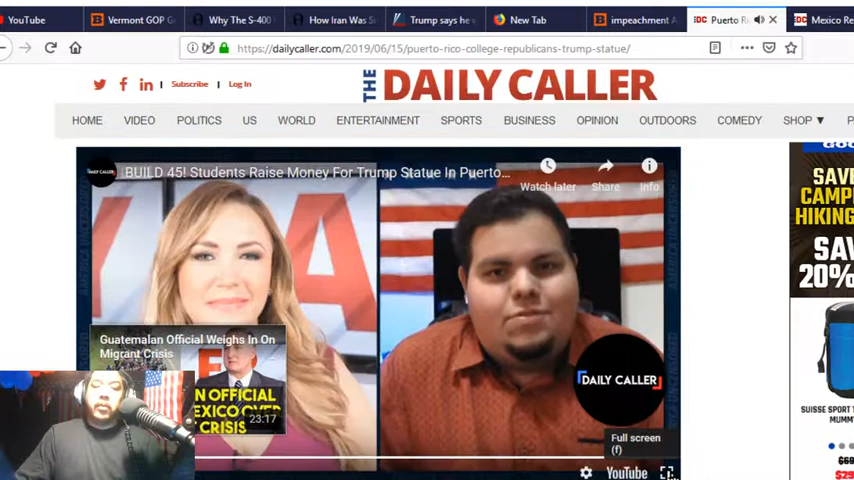 YouTube
Vermont GOP G
Why The S-400
How Iran Was S
Trump says he
New Tab
impeachment A
Puerto Ri
Mexico Re
https://dailycaller.com/2019/06/15/puerto-rico-college-republicans-trump-statue/
Subscribe
Log In
THE DAILY CALLER
HOME VIDEO POLITICS US WORLD ENTERTAINMENT SPORTS BUSINESS OPINION OUTDOORS COMEDY SHOP
DAILY CALLER
BUILD 45! Students Raise Money For Trump Statue In Puerto...
Watch later
Share
Info
Guatemalan Official Weighs In On
Migrant Crisis
N OFFICIAL
EXICO OVER
CRISIS
23:17
DAILY CALLER
Full screen
(f)
YouTube
SAVE
CAMP
HIKING
SAV
20%
SUISSE SPORT
MUMMY